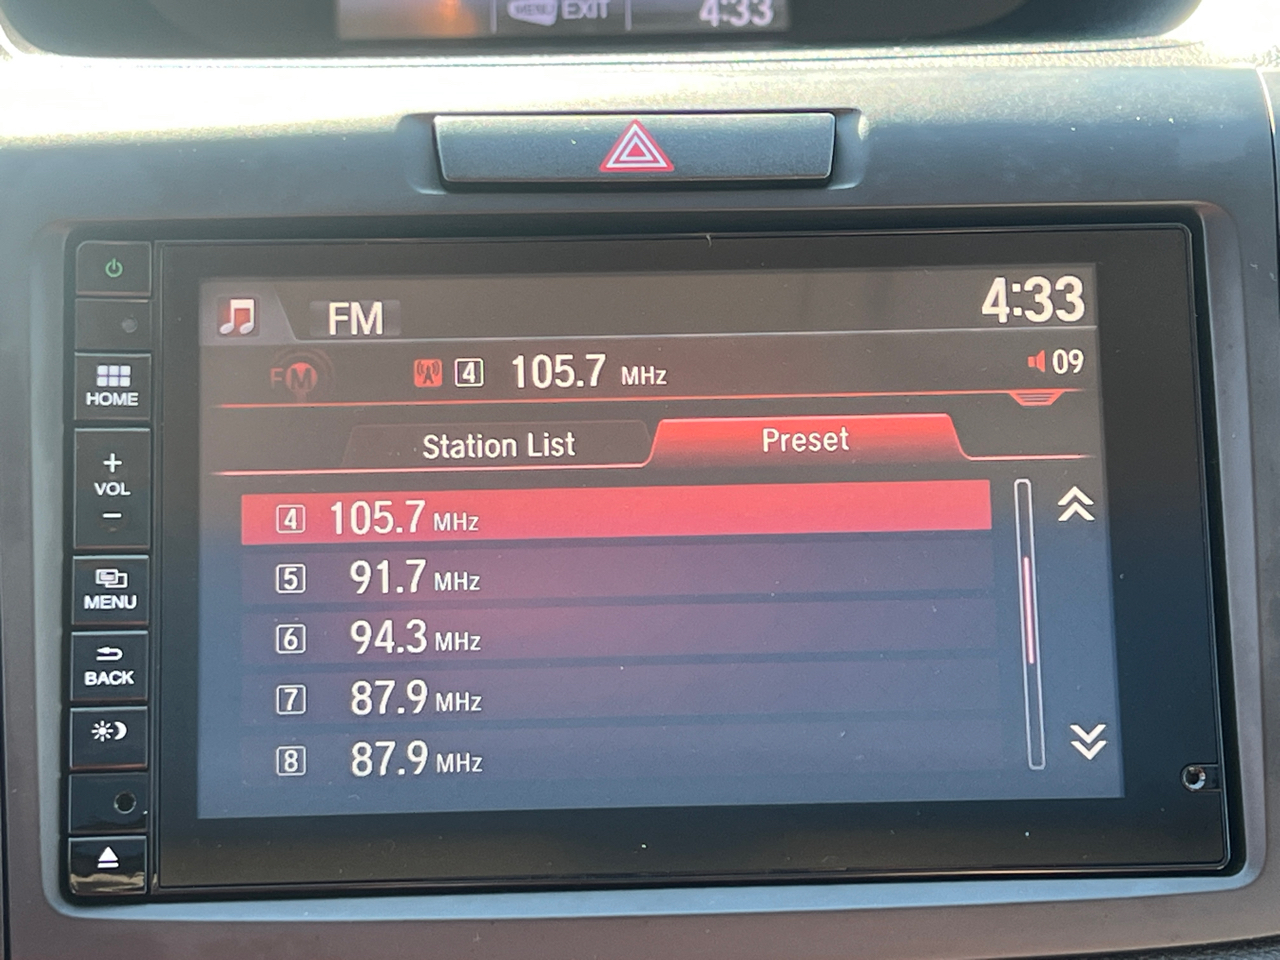 MENU EXIT 4:33
FM 4:33
FM 4 105.7 MHz 09
HOME
Station List Preset
+
VOL
-
4 105.7 MHz
5 91.7 MHz
MENU
6 94.3 MHz
BACK
7 87.9 MHz
8 87.9 MHz